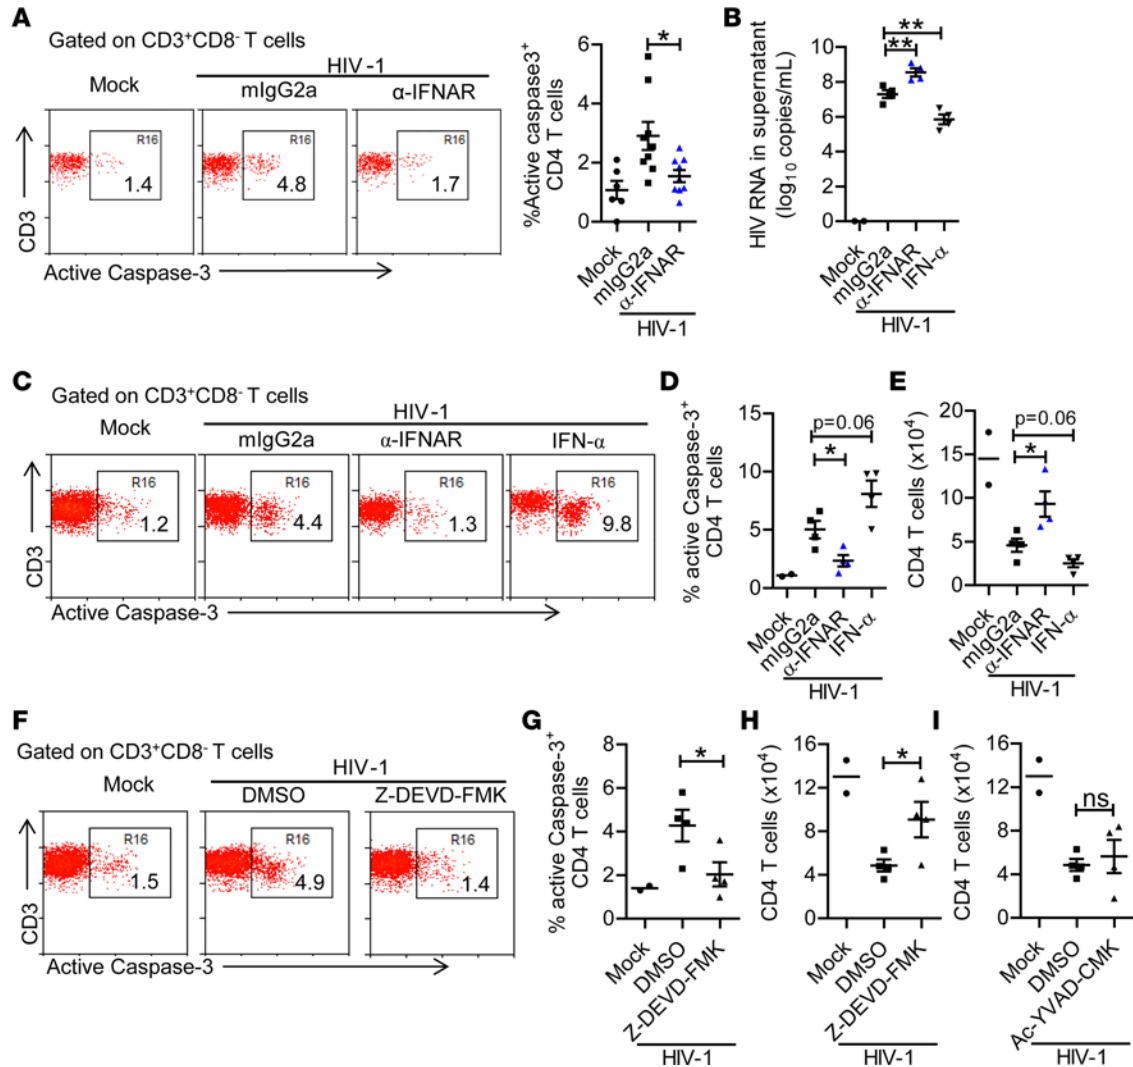 A
Gated on CD3+CD8- T cells
HIV-1
Mock
mIgG2a
α-IFNAR
R16
1.4
R16
4.8
R16
1.7
CD3
Active Caspase-3
%Active caspase3+
CD4 T cells
6
4
2
0
*
Mock
mIgG2a
α-IFNAR
HIV-1
B
HIV RNA in supernatant
(log10 copies/mL)
10
8
6
4
2
0
**
**
Mock
mIgG2a
α-IFNAR
IFN-α
HIV-1
C
Gated on CD3+CD8- T cells
HIV-1
Mock
mIgG2a
α-IFNAR
IFN-α
R16
1.2
R16
4.4
R16
1.3
R16
9.8
CD3
Active Caspase-3
D
% active Caspase-3+
CD4 T cells
15
10
5
0
p=0.06
*
Mock
mIgG2a
α-IFNAR
IFN-α
HIV-1
E
CD4 T cells (x104)
20
15
10
5
0
p=0.06
*
Mock
mIgG2a
α-IFNAR
IFN-α
HIV-1
F
Gated on CD3+CD8- T cells
HIV-1
Mock
DMSO
Z-DEVD-FMK
R16
1.5
R16
4.9
R16
1.4
CD3
Active Caspase-3
G
% active Caspase-3+
CD4 T cells
8
6
4
2
0
*
Mock
DMSO
Z-DEVD-FMK
HIV-1
H
CD4 T cells (x104)
16
12
8
4
0
*
Mock
DMSO
Z-DEVD-FMK
HIV-1
I
CD4 T cells (x104)
16
12
8
4
0
ns
Mock
DMSO
Ac-YVAD-CMK
HIV-1